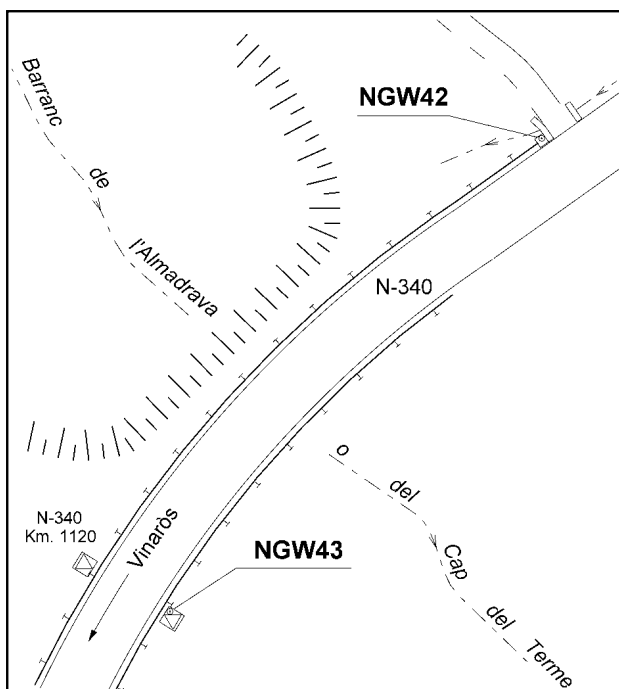 Barranc
de
l'Almadrava
NGW42
N-340
o
del
Cap
del
Terme
N-340
Km. 1120
Vinaròs
NGW43